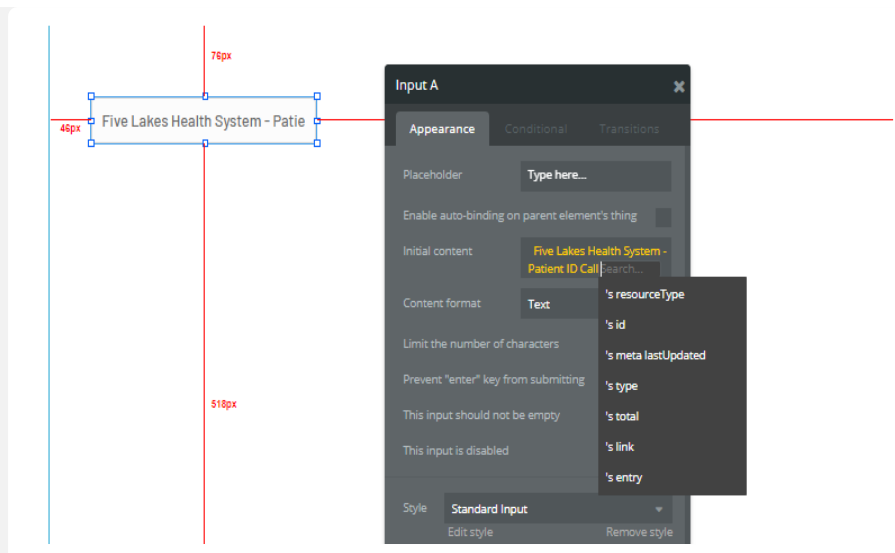 76px
Five Lakes Health System - Patie
46px
518px
Input A
Appearance
Conditional
Transitions
Placeholder
Type here...
Enable auto-binding on parent element's thing
Initial content
Five Lakes Health System -
Patient ID Call Search...
's resourceType
's id
's meta lastUpdated
's type
's total
's link
's entry
Content format
Text
Limit the number of characters
Prevent "enter" key from submitting
This input should not be empty
This input is disabled
Style
Standard Input
Edit style
Remove style